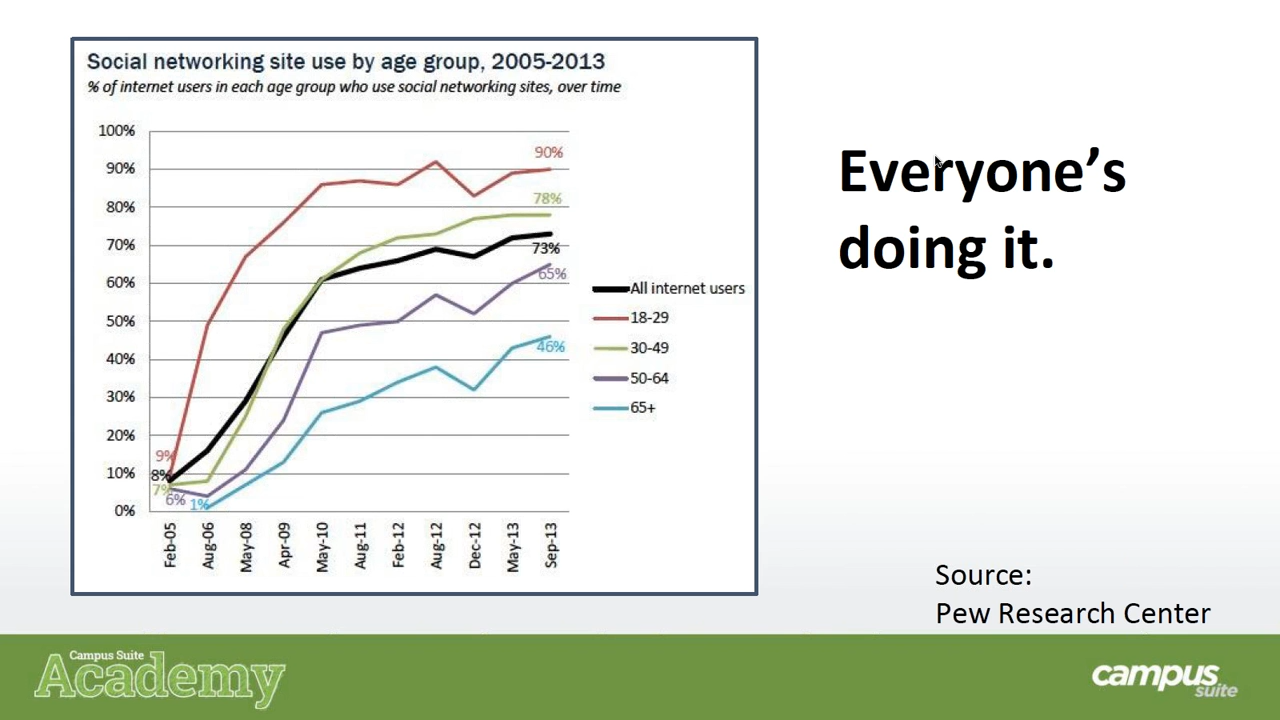 Social networking site use by age group, 2005-2013
% of internet users in each age group who use social networking sites, over time
100%
90%
80%
70%
60%
50%
40%
30%
20%
10%
0%
90%
78%
73%
65%
46%
9%
8%
7%
6%
1%
Feb-05
Aug-06
May-08
Apr-09
May-10
Aug-11
Feb-12
Aug-12
Dec-12
May-13
Sep-13
All internet users
18-29
30-49
50-64
65+
Everyone’s
doing it.
Source:
Pew Research Center
Campus Suite
Academy
campus
suite